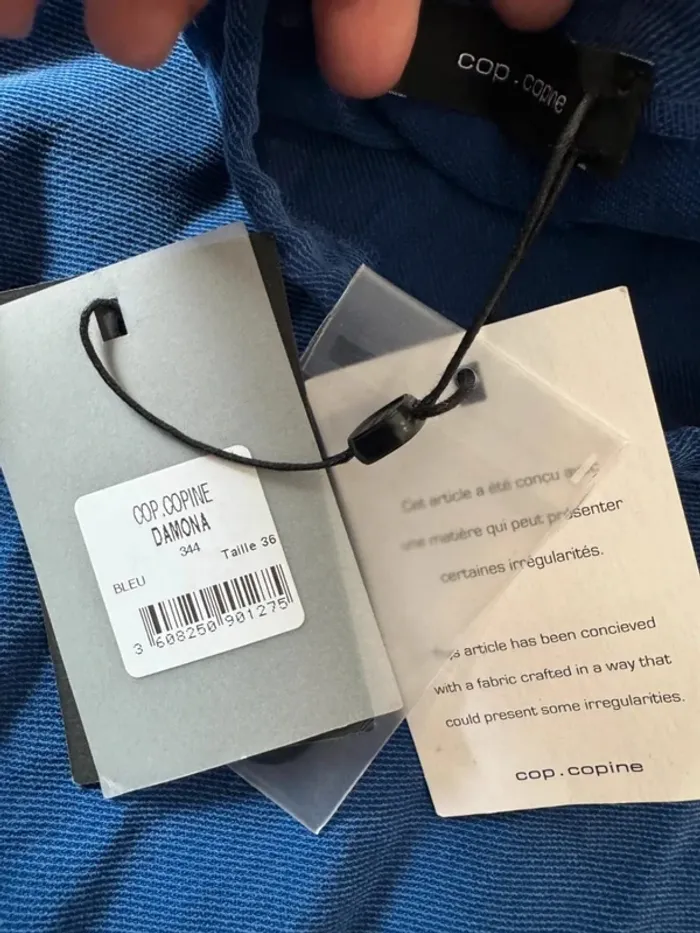 cop.copine
COP.COPINE
DAMONA
344
Taille 36
BLEU
3 608250 901275
Cet article a été conçu avec
une matière qui peut présenter
certaines irrégularités.
article has been concieved
with a fabric crafted in a way that
could present some irregularities.
cop.copine